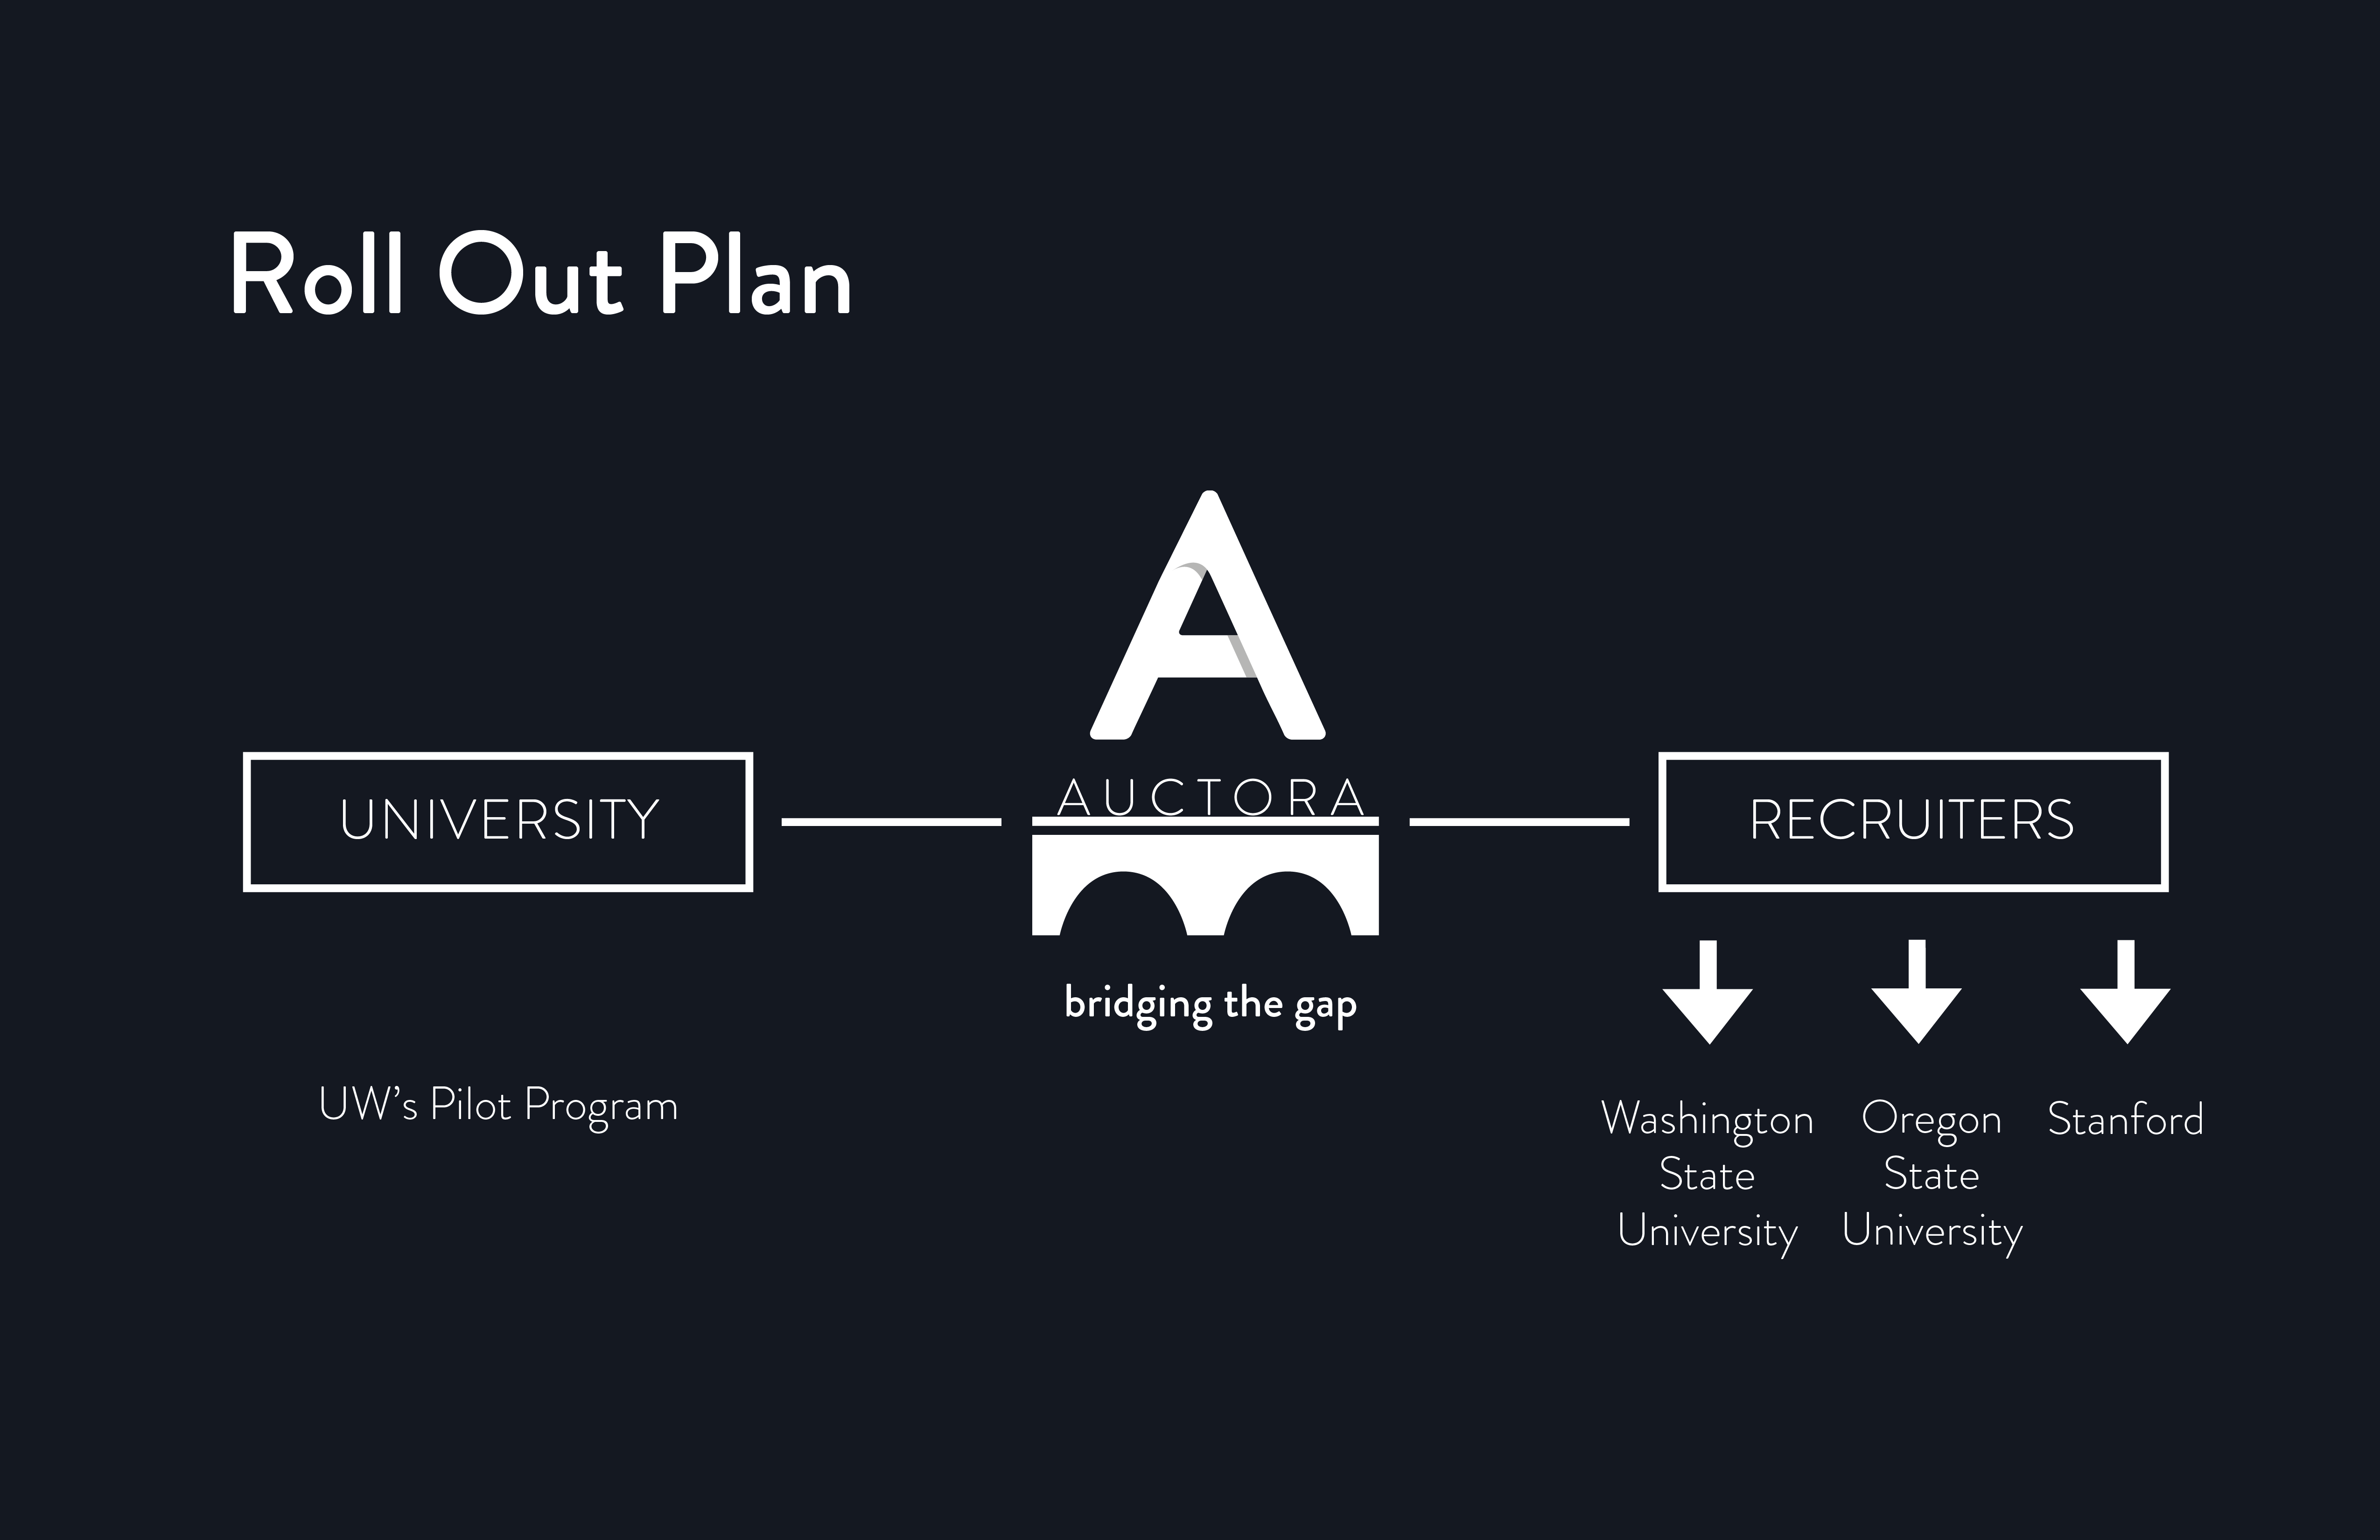 Roll Out Plan
A
AUCTORA
UNIVERSITY
RECRUITERS
bridging the gap
UW’s Pilot Program
Washington
State
University
Oregon
State
University
Stanford